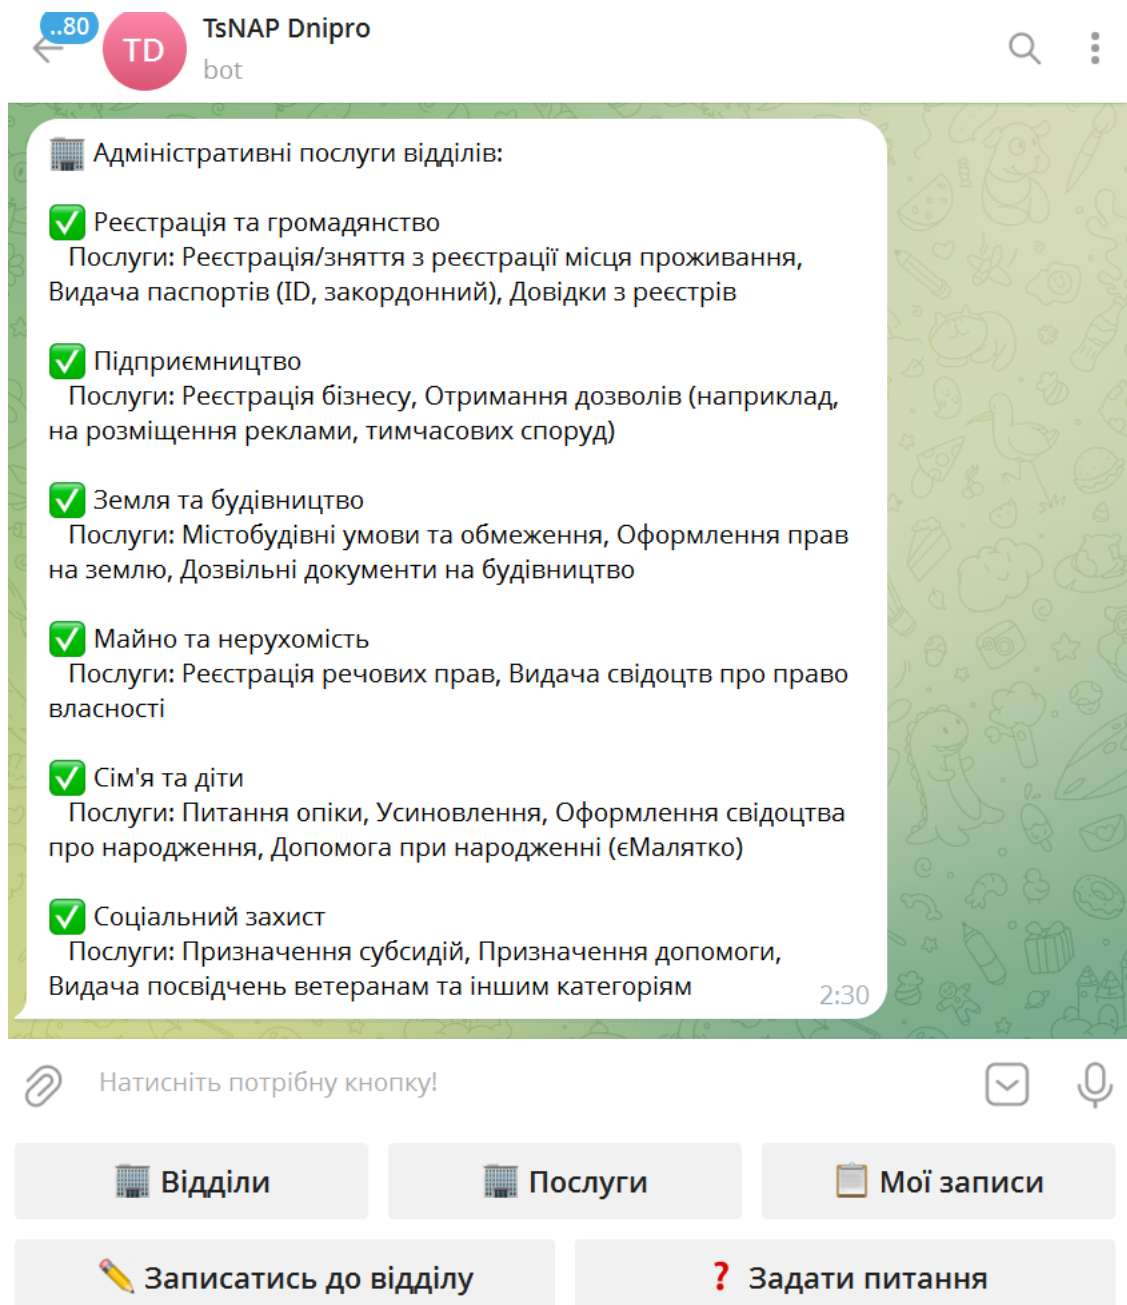 ..80
TD
TsNAP Dnipro
bot
🏢 Адміністративні послуги відділів:
✅ Реєстрація та громадянство
Послуги: Реєстрація/зняття з реєстрації місця проживання,
Видача паспортів (ID, закордонний), Довідки з реєстрів
✅ Підприємництво
Послуги: Реєстрація бізнесу, Отримання дозволів (наприклад,
на розміщення реклами, тимчасових споруд)
✅ Земля та будівництво
Послуги: Містобудівні умови та обмеження, Оформлення прав
на землю, Дозвільні документи на будівництво
✅ Майно та нерухомість
Послуги: Реєстрація речових прав, Видача свідоцтв про право
власності
✅ Сім'я та діти
Послуги: Питання опіки, Усиновлення, Оформлення свідоцтва
про народження, Допомога при народженні (єМалятко)
✅ Соціальний захист
Послуги: Призначення субсидій, Призначення допомоги,
Видача посвідчень ветеранам та іншим категоріям
2:30
Натисніть потрібну кнопку!
🏢 Відділи
🏢 Послуги
📋 Мої записи
✏️ Записатись до відділу
❓ Задати питання